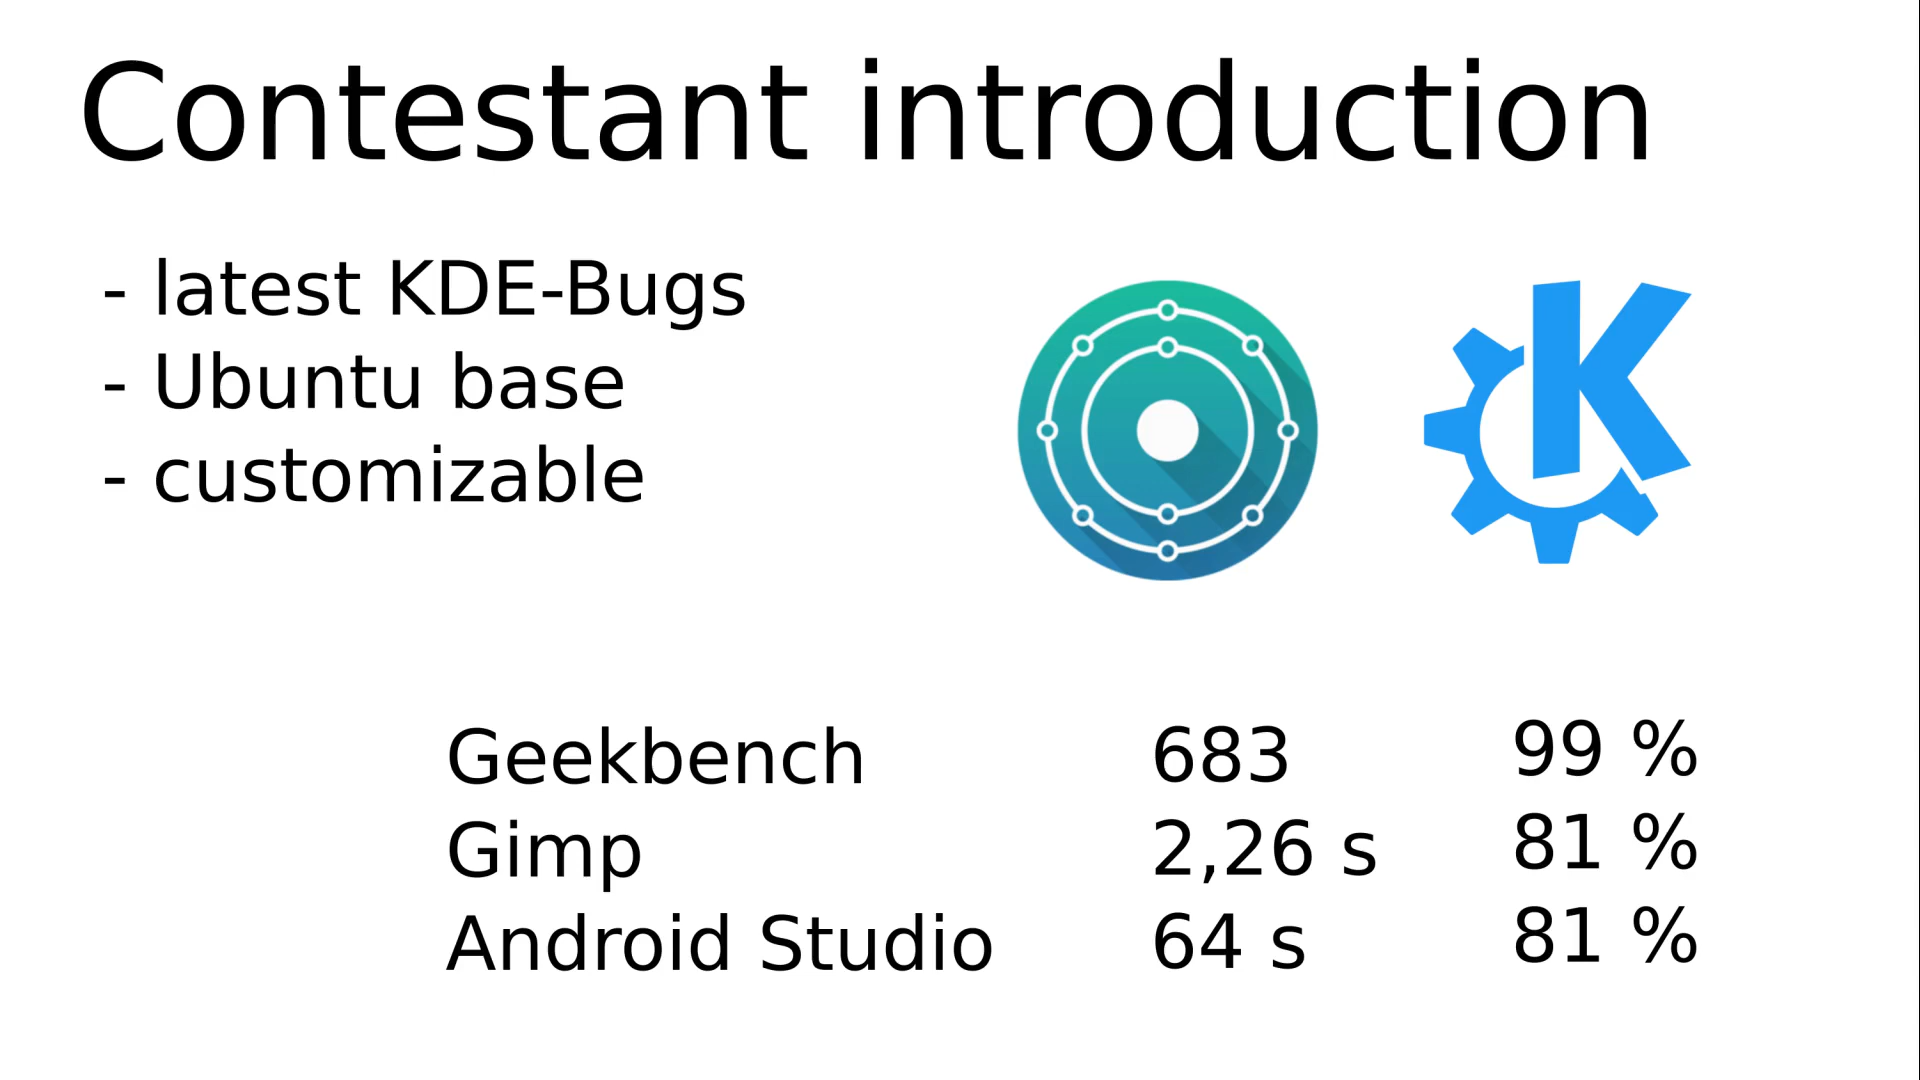 Contestant introduction
- latest KDE-Bugs
- Ubuntu base
- customizable
K
Geekbench 683 99 %
Gimp 2,26 s 81 %
Android Studio 64 s 81 %